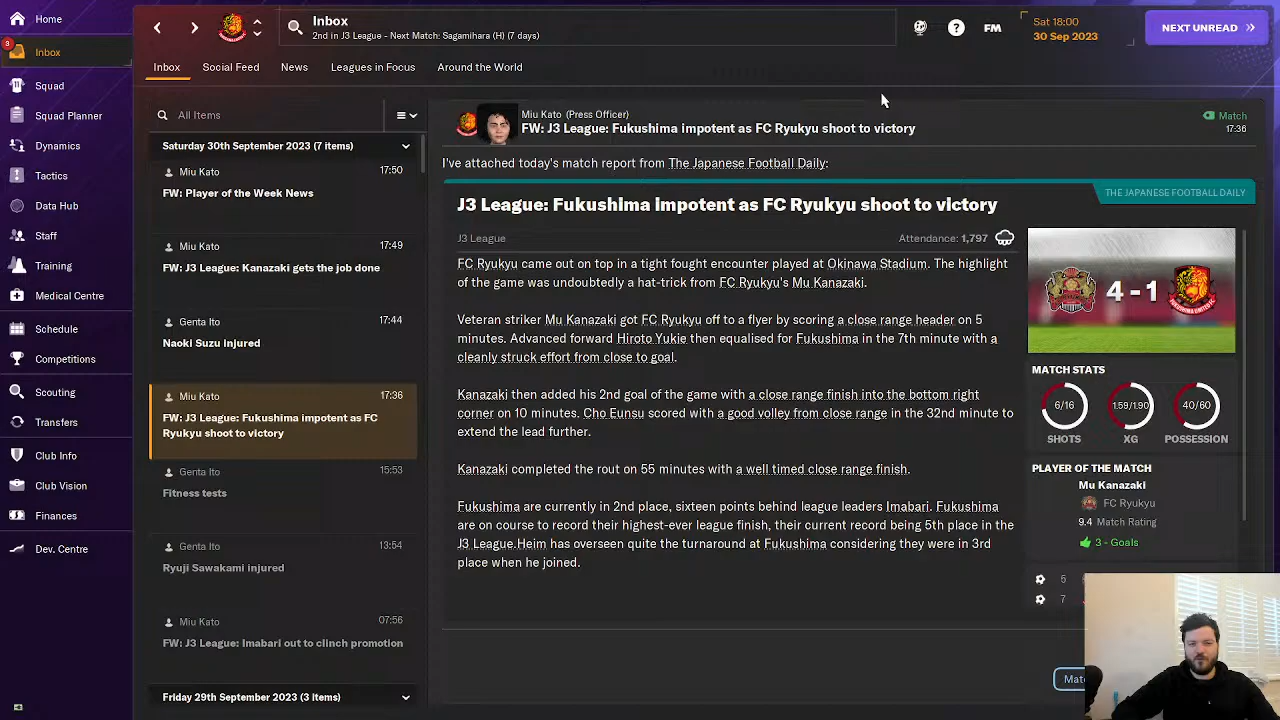 Home
Inbox
2nd in J3 League - Next Match: Sagamihara (A) (7 days)
FM
Sat 18:00
30 Sep 2023
NEXT UNREAD
3
Inbox
Squad
Squad Planner
Dynamics
Tactics
Data Hub
Staff
Training
Medical Centre
Schedule
Competitions
Scouting
Transfers
Club Info
Club Vision
Finances
Dev. Centre
Inbox
Social Feed
News
Leagues in Focus
Around the World
All Items
Saturday 30th September 2023 (7 items)
Miu Kato 17:50
FW: Player of the Week News
Miu Kato 17:49
FW: J3 League: Kanazaki gets the job done
Genta Ito 17:44
Naoki Suzu injured
Miu Kato 17:36
FW: J3 League: Fukushima impotent as FC
Ryukyu shoot to victory
Genta Ito 15:53
Fitness tests
Genta Ito 13:54
Ryuji Sawakami injured
Miu Kato 07:56
FW: J3 League: Imabari out to clinch promotion
Friday 29th September 2023 (3 items)
Miu Kato (Press Officer)
FW: J3 League: Fukushima impotent as FC Ryukyu shoot to victory
Match
17:36
I've attached today's match report from The Japanese Football Daily:
THE JAPANESE FOOTBALL DAILY
J3 League: Fukushima impotent as FC Ryukyu shoot to victory
J3 League
Attendance: 1,797
FC Ryukyu came out on top in a tight fought encounter played at Okinawa Stadium. The highlight
of the game was undoubtedly a hat-trick from FC Ryukyu's Mu Kanazaki.
Veteran striker Mu Kanazaki got FC Ryukyu off to a flyer by scoring a close range header on 5
minutes. Advanced forward Hiroto Yukie then equalised for Fukushima in the 7th minute with a
cleanly struck effort from close to goal.
Kanazaki then added his 2nd goal of the game with a close range finish into the bottom right
corner on 10 minutes. Cho Eunsu scored with a good volley from close range in the 32nd minute to
extend the lead further.
Kanazaki completed the rout on 55 minutes with a well timed close range finish.
Fukushima are currently in 2nd place, sixteen points behind league leaders Imabari. Fukushima
are on course to record their highest-ever league finish, their current record being 5th place in the
J3 League.Heim has overseen quite the turnaround at Fukushima considering they were in 3rd
place when he joined.
4 - 1
MATCH STATS
6/16
1.59/1.90
40/60
SHOTS
XG
POSSESSION
PLAYER OF THE MATCH
Mu Kanazaki
FC Ryukyu
9.4 Match Rating
3 - Goals
5
7
Mat